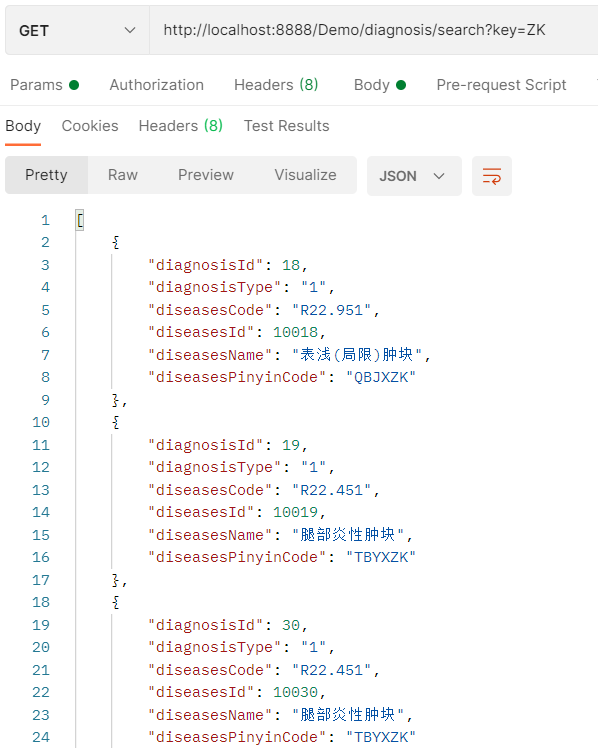 GET http://localhost:8888/Demo/diagnosis/search?key=ZK
Params Authorization Headers (8) Body Pre-request Script
Body Cookies Headers (8) Test Results
Pretty Raw Preview Visualize JSON
1 [
2 {
3 "diagnosisId": 18,
4 "diagnosisType": "1",
5 "diseasesCode": "R22.951",
6 "diseasesId": 10018,
7 "diseasesName": "表浅(局限)肿块",
8 "diseasesPinyinCode": "QBJXZK"
9 },
10 {
11 "diagnosisId": 19,
12 "diagnosisType": "1",
13 "diseasesCode": "R22.451",
14 "diseasesId": 10019,
15 "diseasesName": "腿部炎性肿块",
16 "diseasesPinyinCode": "TBYXZK"
17 },
18 {
19 "diagnosisId": 30,
20 "diagnosisType": "1",
21 "diseasesCode": "R22.451",
22 "diseasesId": 10030,
23 "diseasesName": "腿部炎性肿块",
24 "diseasesPinyinCode": "TBYXZK"